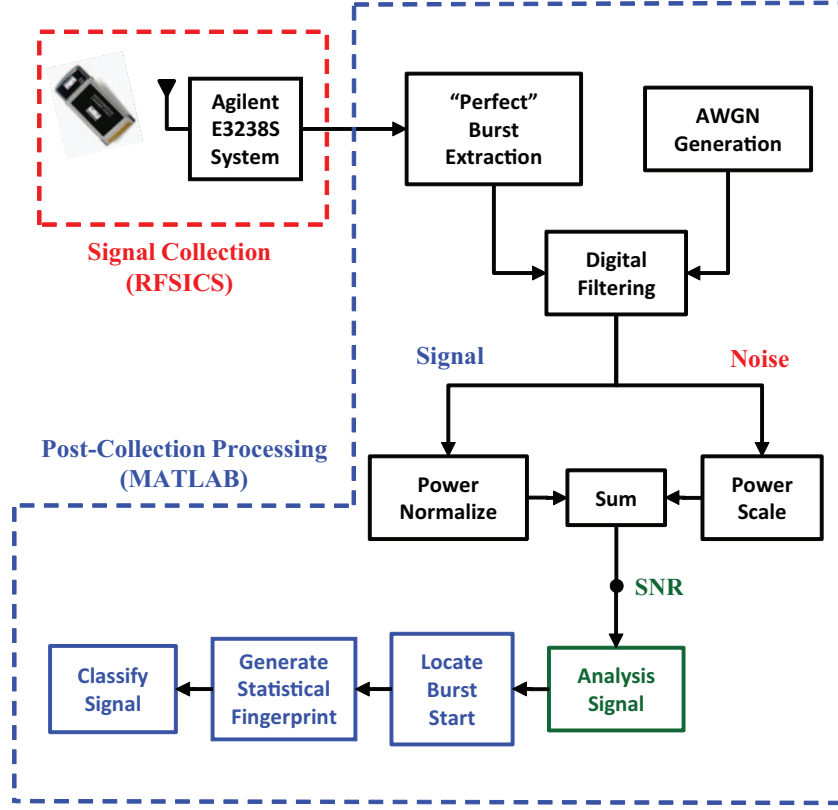 Agilent
E3238S
System
"Perfect"
Burst
Extraction
AWGN
Generation
Signal Collection
(RFSICS)
Digital
Filtering
Signal
Noise
Post-Collection Processing
(MATLAB)
Power
Normalize
Sum
Power
Scale
SNR
Classify
Signal
Generate
Statistical
Fingerprint
Locate
Burst
Start
Analysis
Signal